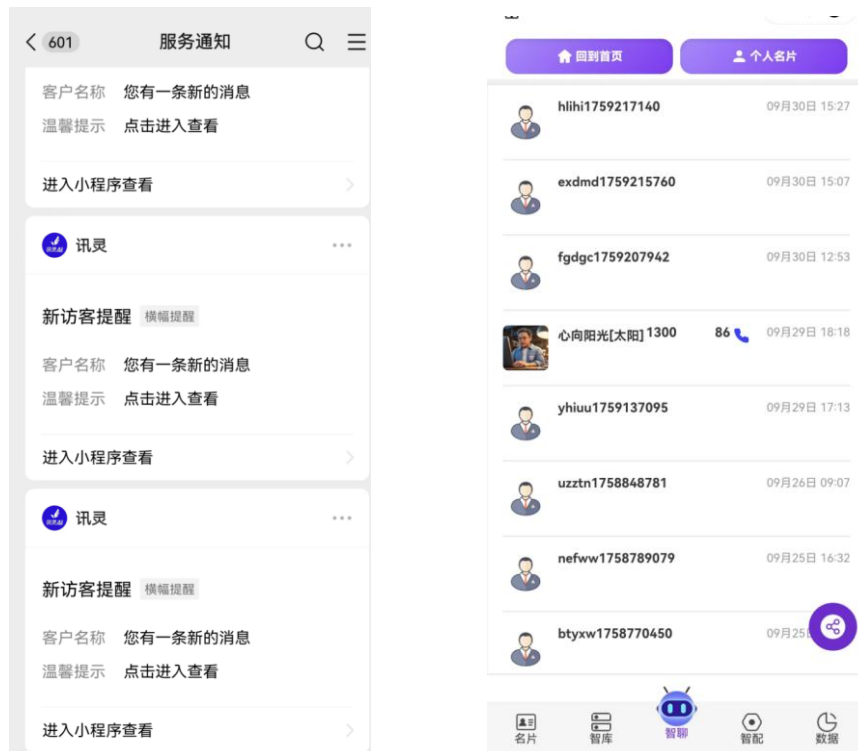 601
服务通知
客户名称 您有一条新的消息
温馨提示 点击进入查看
进入小程序查看
讯灵
新访客提醒 横幅提醒
客户名称 您有一条新的消息
温馨提示 点击进入查看
进入小程序查看
讯灵
新访客提醒 横幅提醒
客户名称 您有一条新的消息
温馨提示 点击进入查看
进入小程序查看
回到首页
个人名片
hlihi1759217140 09月30日 15:27
exdmd1759215760 09月30日 15:07
fgdgc1759207942 09月30日 12:53
心向阳光[太阳] 1300 86 09月29日 18:18
yhiuu1759137095 09月29日 17:13
uzztn1758848781 09月26日 09:07
nefww1758789079 09月25日 16:32
btyxw1758770450 09月25
名片
智库
智聊
智配
数据